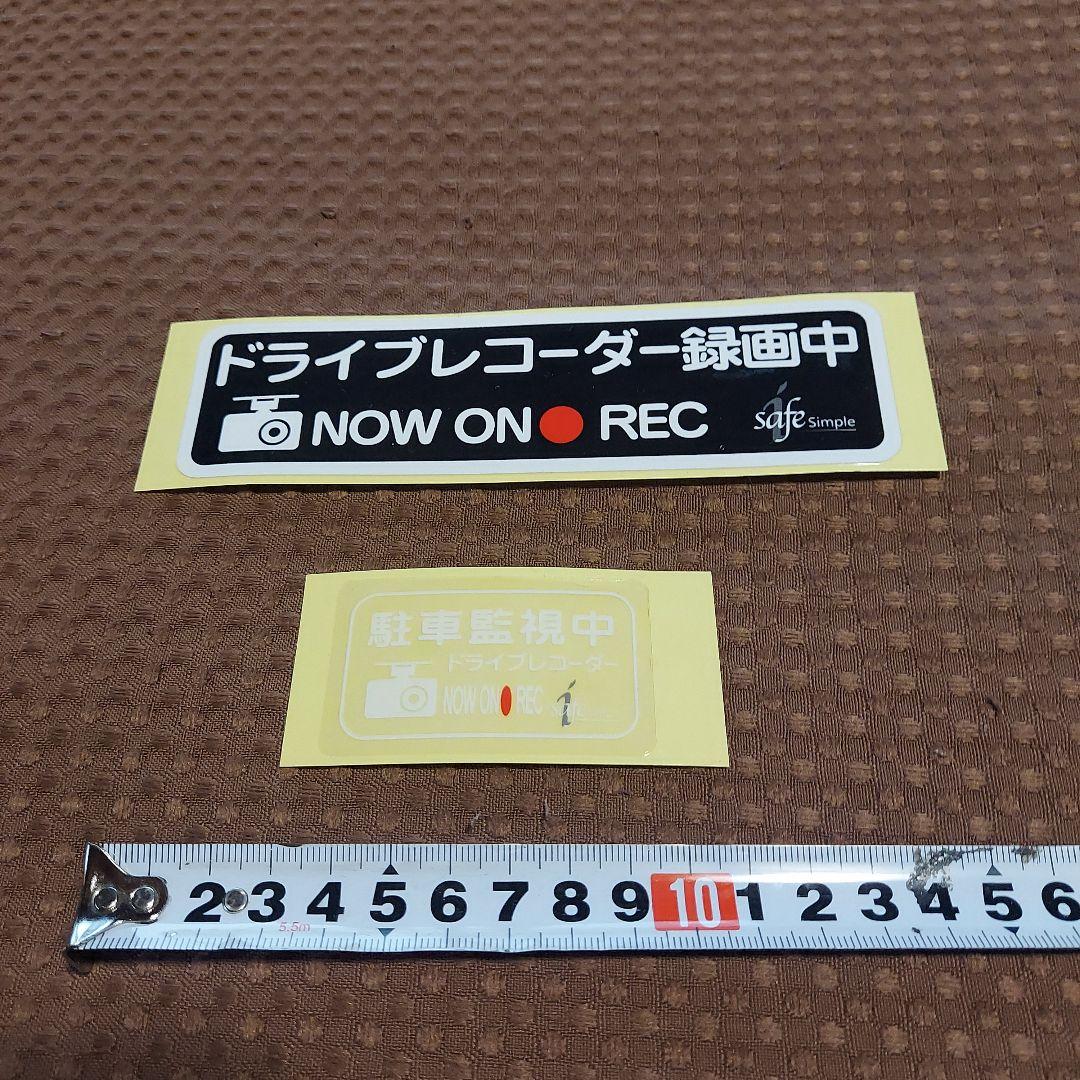 ドライブレコーダー録画中
NOW ON REC
i safe Simple
駐車監視中
ドライブレコーダー
NOW ON REC
i safe
2 3 4 5 6 7 8 9 10 1 2 3 4 5 6
5.5m